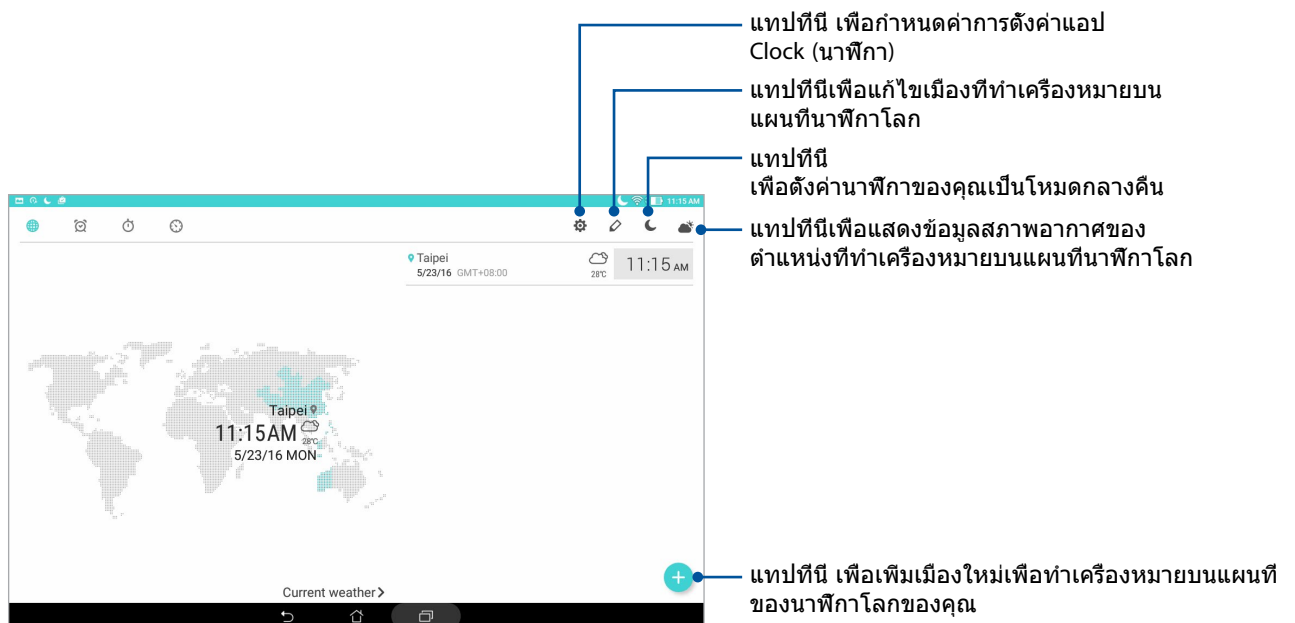 แทปที่นี่ เพื่อกำหนดค่าการตั้งค่าแอป
Clock (นาฬิกา)
แทปที่นี่เพื่อแก้ไขเมืองที่ทำเครื่องหมายบน
แผนที่นาฬิกาโลก
แทปที่นี่
เพื่อตั้งค่านาฬิกาของคุณเป็นโหมดกลางคืน
แทปที่นี่เพื่อแสดงข้อมูลสภาพอากาศของ
ตำแหน่งที่ทำเครื่องหมายบนแผนที่นาฬิกาโลก
11:15 AM
Taipei
5/23/16 GMT+08:00
28°C
11:15 AM
Taipei
11:15AM
28°C
5/23/16 MON
Current weather
แทปที่นี่ เพื่อเพิ่มเมืองใหม่เพื่อทำเครื่องหมายบนแผนที่
ของนาฬิกาโลกของคุณ